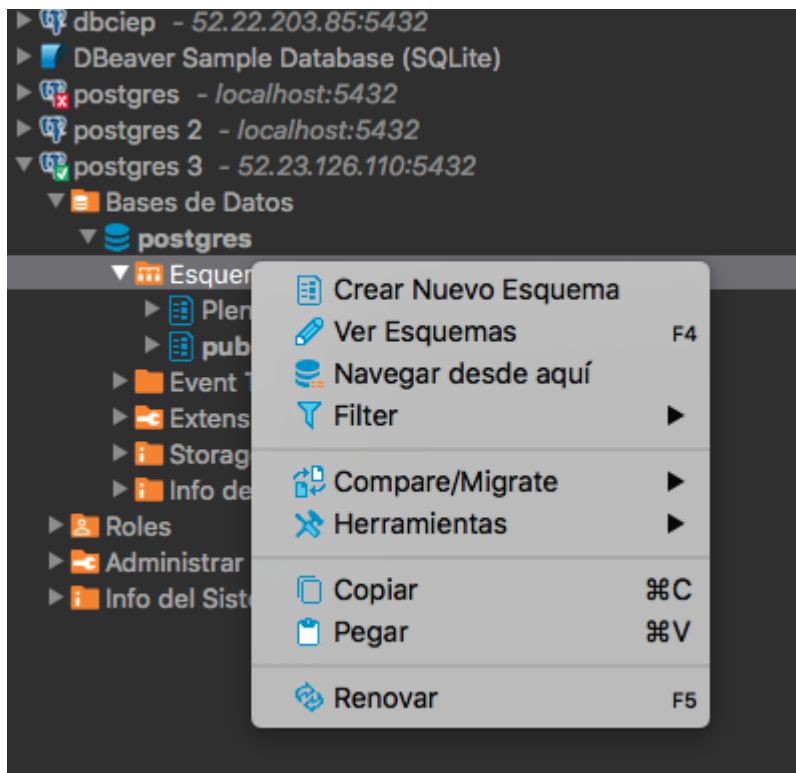 dbciep - 52.22.203.85:5432
DBeaver Sample Database (SQLite)
postgres - localhost:5432
postgres 2 - localhost:5432
postgres 3 - 52.23.126.110:5432
Bases de Datos
postgres
Esquer
Plen
pub
Event T
Extens
Storag
Info de
Roles
Administrar
Info del Siste
Crear Nuevo Esquema
Ver Esquemas F4
Navegar desde aquí
Filter
Compare/Migrate
Herramientas
Copiar ⌘C
Pegar ⌘V
Renovar F5